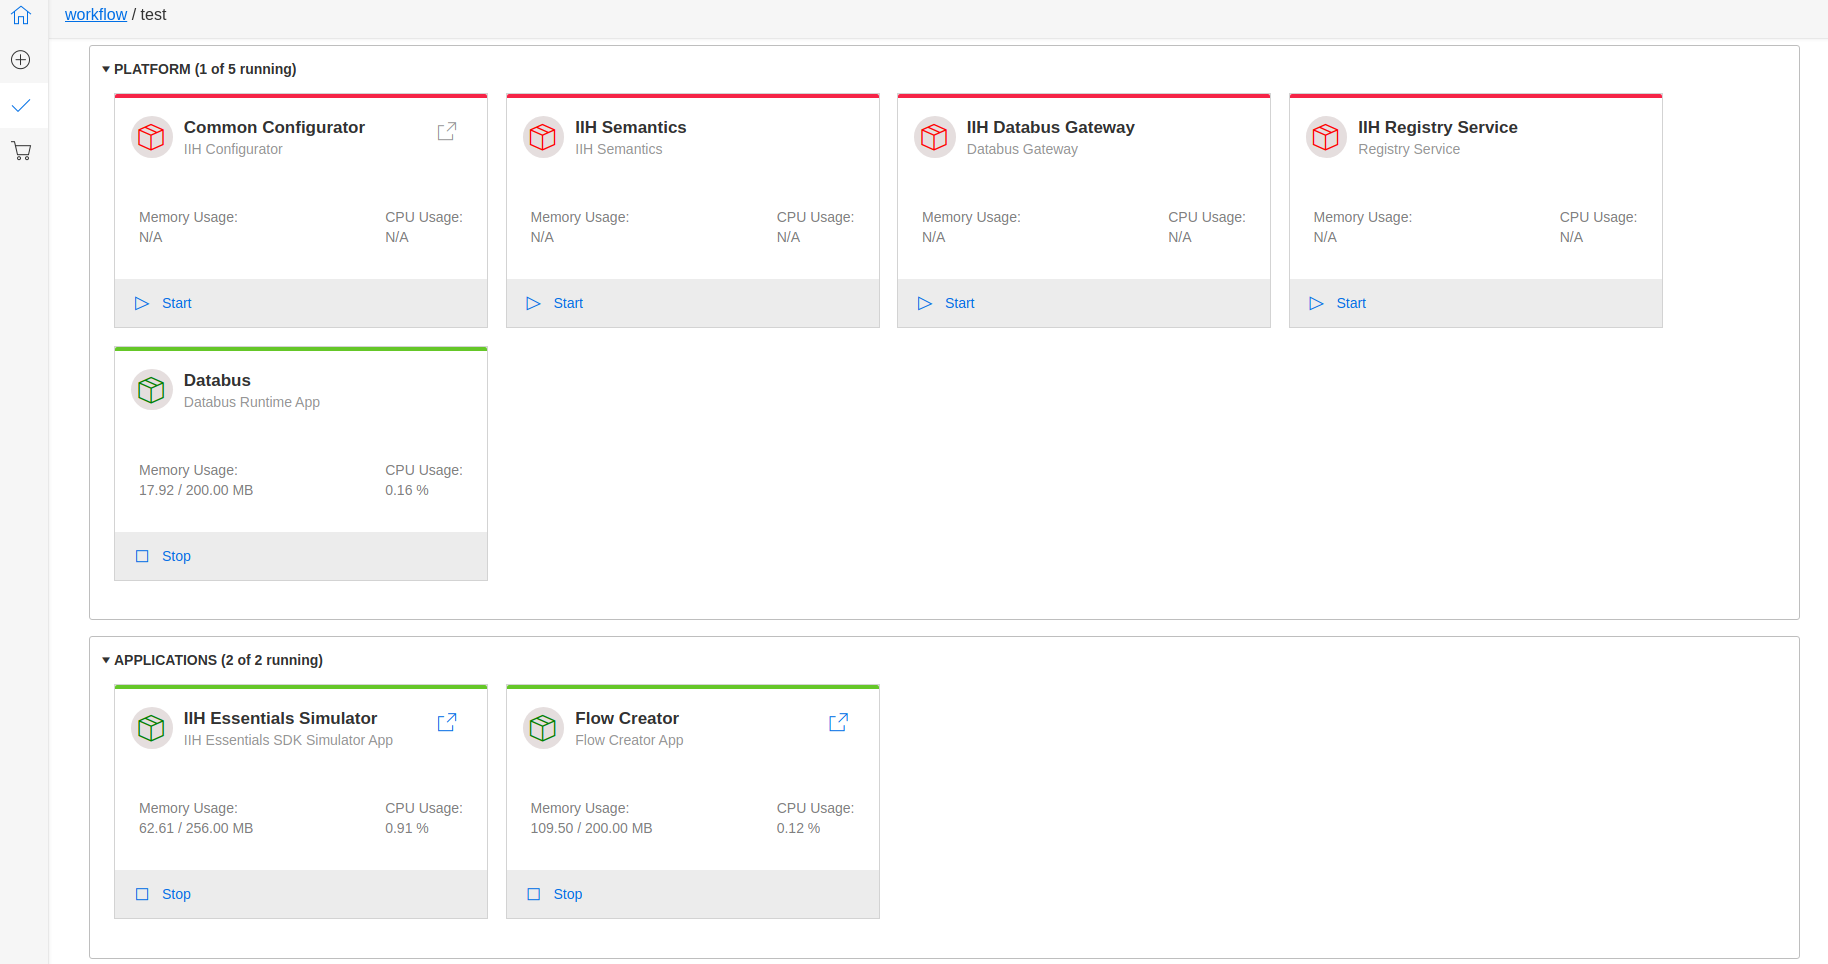 workflow / test
PLATFORM (1 of 5 running)
Common Configurator
IIH Configurator
Memory Usage:
N/A
CPU Usage:
N/A
Start
IIH Semantics
IIH Semantics
Memory Usage:
N/A
CPU Usage:
N/A
Start
IIH Databus Gateway
Databus Gateway
Memory Usage:
N/A
CPU Usage:
N/A
Start
IIH Registry Service
Registry Service
Memory Usage:
N/A
CPU Usage:
N/A
Start
Databus
Databus Runtime App
Memory Usage:
17.92 / 200.00 MB
CPU Usage:
0.16 %
Stop
APPLICATIONS (2 of 2 running)
IIH Essentials Simulator
IIH Essentials SDK Simulator App
Memory Usage:
62.61 / 256.00 MB
CPU Usage:
0.91 %
Stop
Flow Creator
Flow Creator App
Memory Usage:
109.50 / 200.00 MB
CPU Usage:
0.12 %
Stop